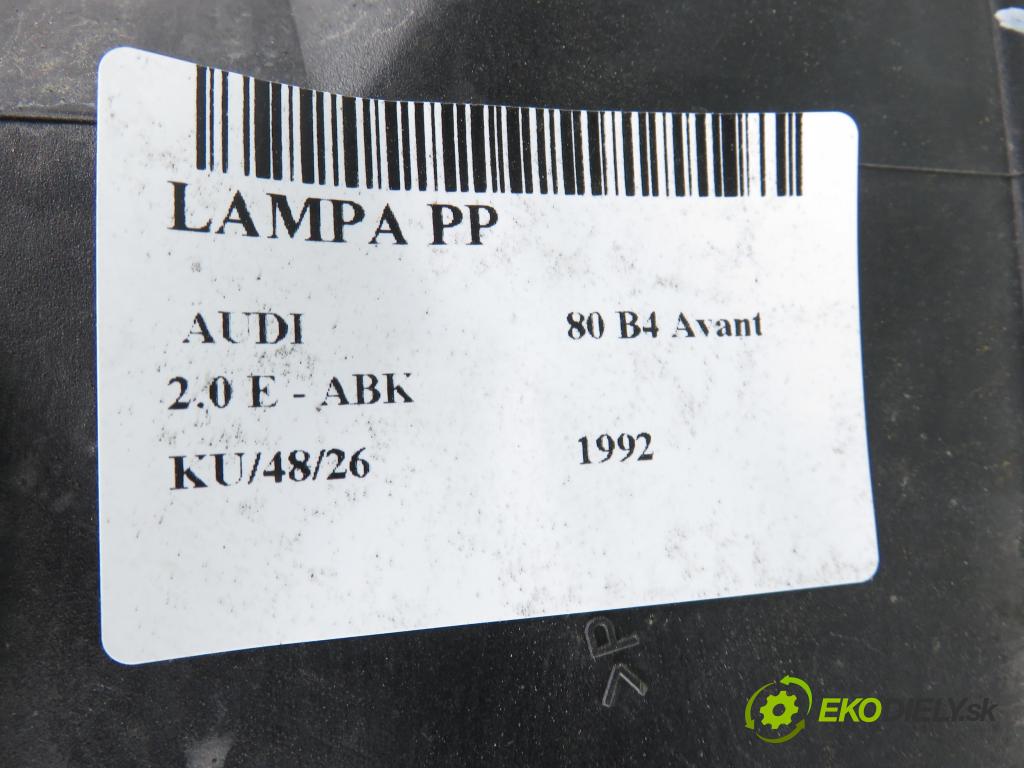 LAMPA PP
AUDI 80 B4 Avant
2.0 E - ABK
KU/48/26 1992
>P
EKODIELY.sk